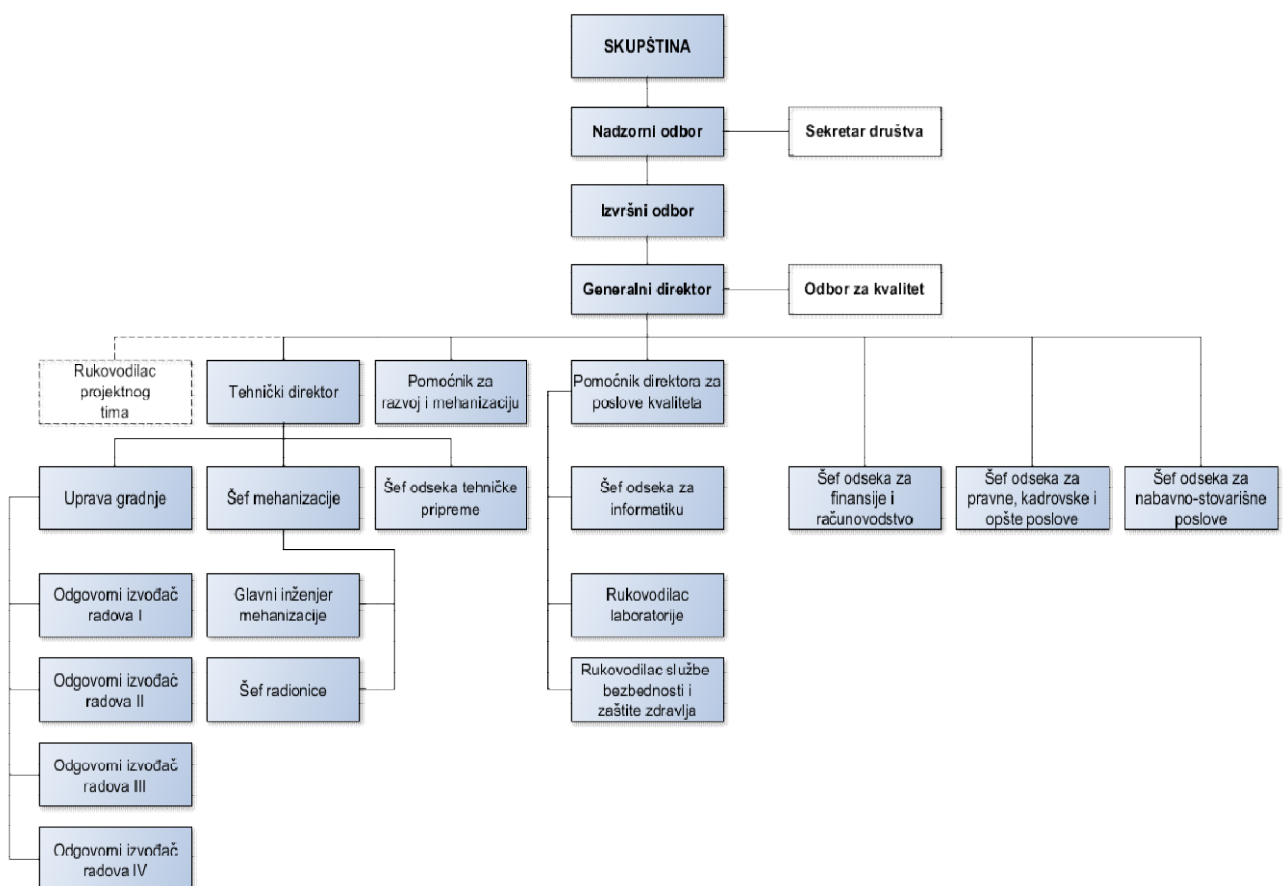 SKUPŠTINA
Nadzorni odbor
Sekretar društva
Izvršni odbor
Generalni direktor
Odbor za kvalitet
Rukovodilac
projektnog
tima
Tehnički direktor
Pomoćnik za
razvoj i mehanizaciju
Pomoćnik direktora za
poslove kvaliteta
Uprava gradnje
Šef mehanizacije
Šef odseka tehničke
pripreme
Šef odseka za
informatiku
Šef odseka za
finansije i
računovodstvo
Šef odseka za
pravne, kadrovske i
opšte poslove
Šef odseka za
nabavno-stovarišne
poslove
Odgovorni izvođač
radova I
Glavni inženjer
mehanizacije
Rukovodilac
laboratorije
Odgovorni izvođač
radova II
Šef radionice
Rukovodilac službe
bezbednosti i
zaštite zdravlja
Odgovorni izvođač
radova III
Odgovorni izvođač
radova IV